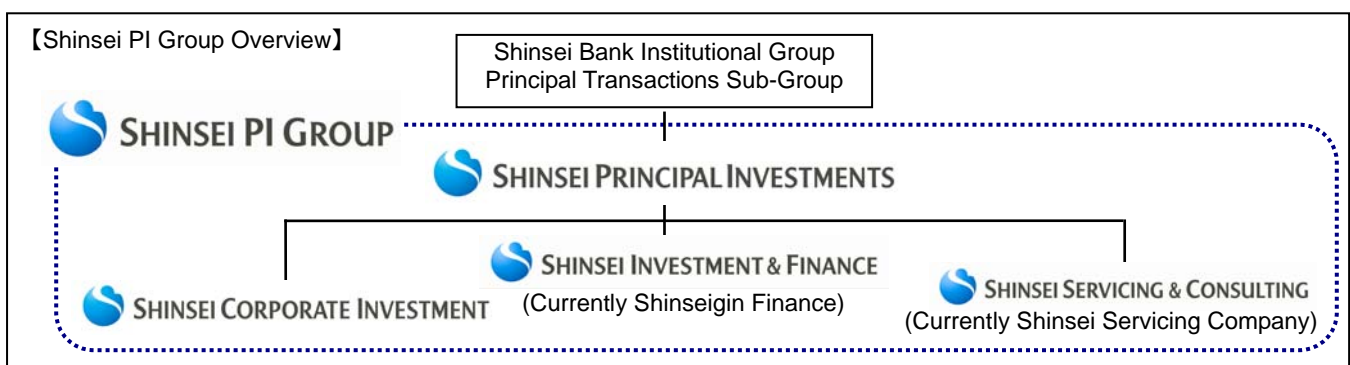 【Shinsei PI Group Overview】
Shinsei Bank Institutional Group
Principal Transactions Sub-Group
SHINSEI PI GROUP
SHINSEI PRINCIPAL INVESTMENTS
SHINSEI CORPORATE INVESTMENT
SHINSEI INVESTMENT & FINANCE
(Currently Shinseigin Finance)
SHINSEI SERVICING & CONSULTING
(Currently Shinsei Servicing Company)